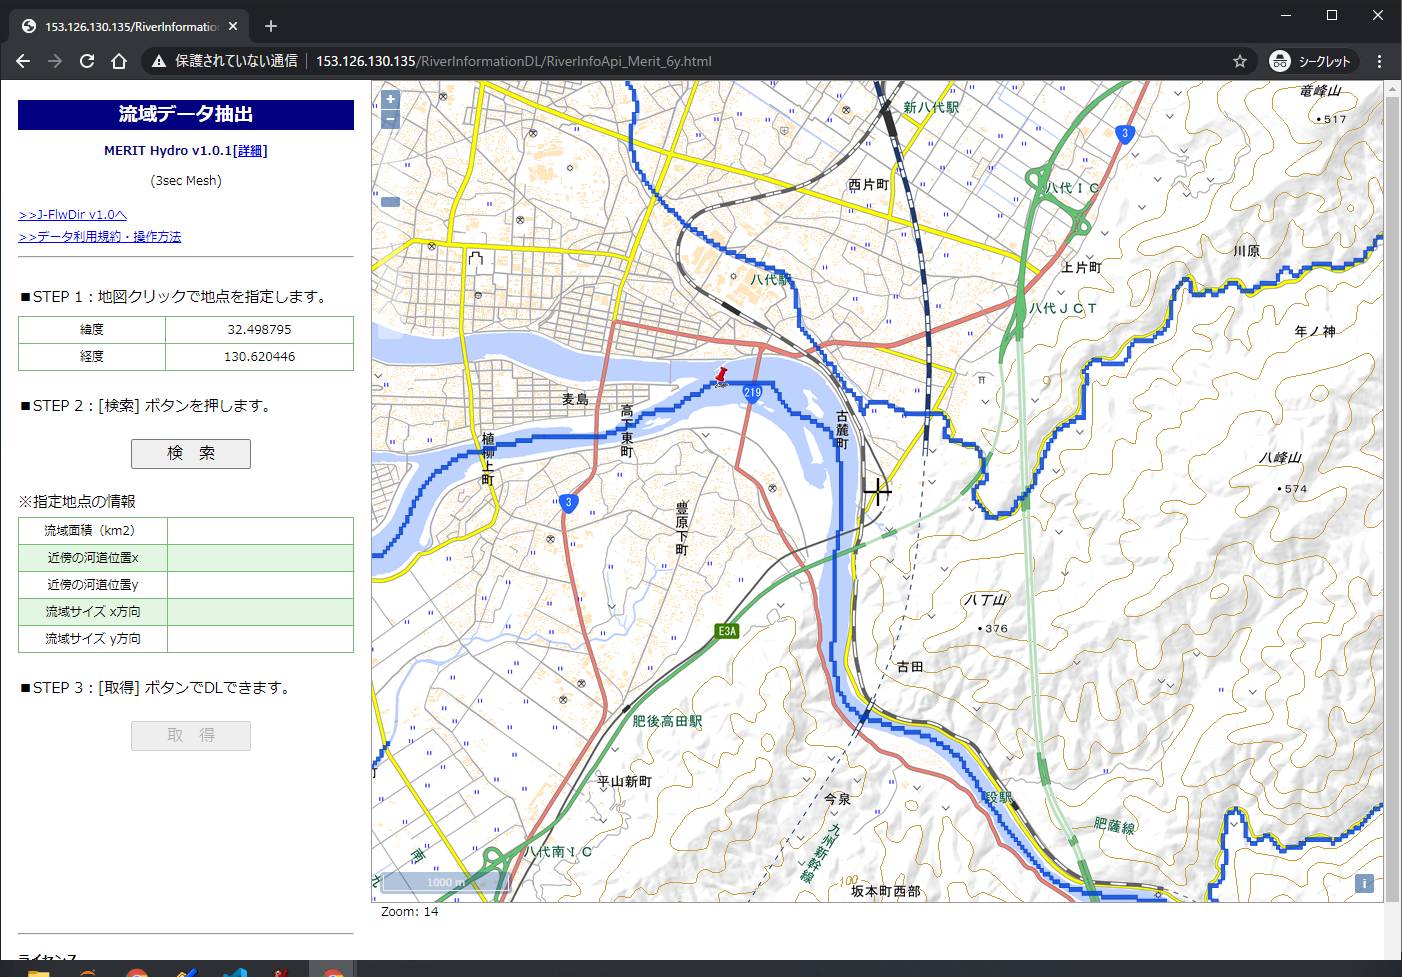 153.126.130.135/RiverInformatio
保護されていない通信
153.126.130.135/RiverInformationDL/RiverInfoApi_Merit_6y.html
シークレット
流域データ抽出
MERIT Hydro v1.0.1[詳細]
(3sec Mesh)
>>J-FlwDir v1.0へ
>>データ利用規約・操作方法
■STEP 1：地図クリックで地点を指定します。
緯度 32.498795
経度 130.620446
■STEP 2：[検索] ボタンを押します。
検 索
※指定地点の情報
流域面積（km2）
近傍の河道位置x
近傍の河道位置y
流域サイズ x方向
流域サイズ y方向
■STEP 3：[取得] ボタンでDLできます。
取 得
ライセンス
+
−
新八代駅
竜峰山
517
3
西片町
八代ＩＣ
川原
上片町
八代駅
八代ＪＣＴ
年ノ神
麦島
219
高下東町
古麓町
植柳上町
八峰山
574
3
豊原下町
八丁山
376
E3A
古田
肥後高田駅
平山新町
今泉
段駅
肥薩線
九州新幹線
八代南ＩＣ
南
九
1000 m
100
坂本町西部
i
Zoom: 14